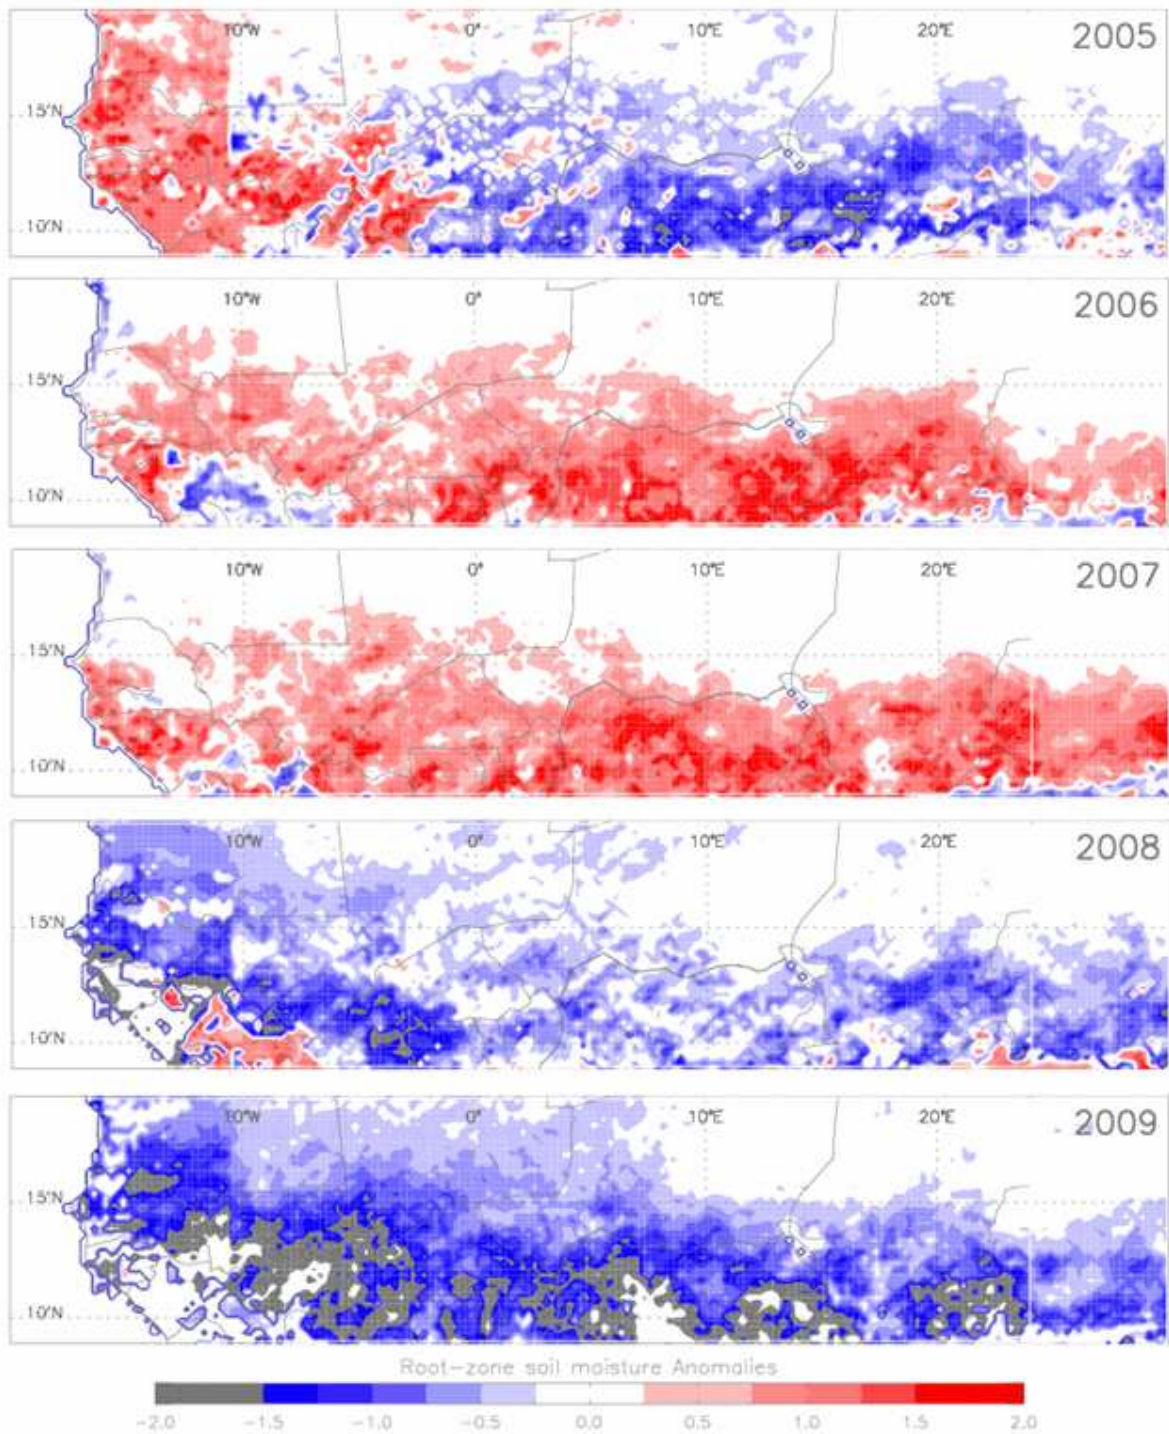 10°W 0° 10°E 20°E 2005
15°N
10°N
10°W 0° 10°E 20°E 2006
15°N
10°N
10°W 0° 10°E 20°E 2007
15°N
10°N
10°W 0° 10°E 20°E 2008
15°N
10°N
10°W 0° 10°E 20°E 2009
15°N
10°N
Root-zone soil moisture Anomalies
-2.0 -1.5 -1.0 -0.5 0.0 0.5 1.0 1.5 2.0